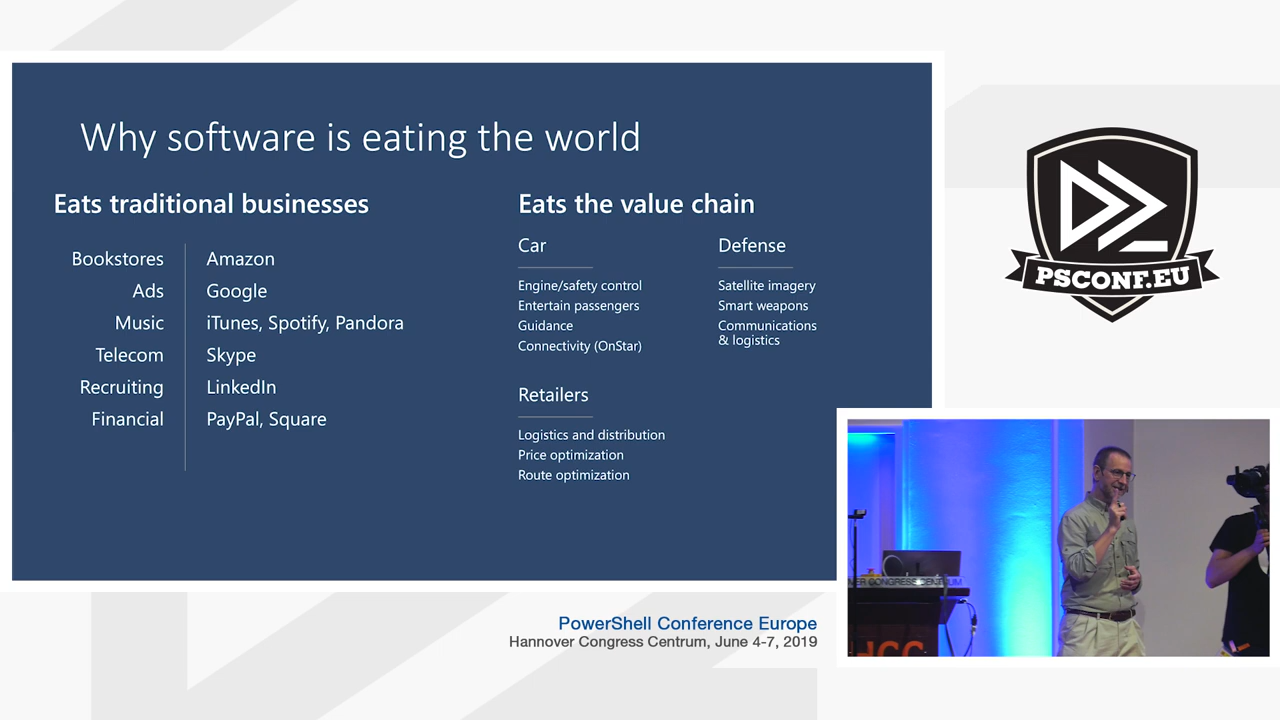 Why software is eating the world
Eats traditional businesses
Bookstores Amazon
Ads Google
Music iTunes, Spotify, Pandora
Telecom Skype
Recruiting LinkedIn
Financial PayPal, Square
Eats the value chain
Car
Engine/safety control
Entertain passengers
Guidance
Connectivity (OnStar)
Defense
Satellite imagery
Smart weapons
Communications
& logistics
Retailers
Logistics and distribution
Price optimization
Route optimization
PSCONF.EU
CONGRESS CENTRUM
HCC
PowerShell Conference Europe
Hannover Congress Centrum, June 4-7, 2019